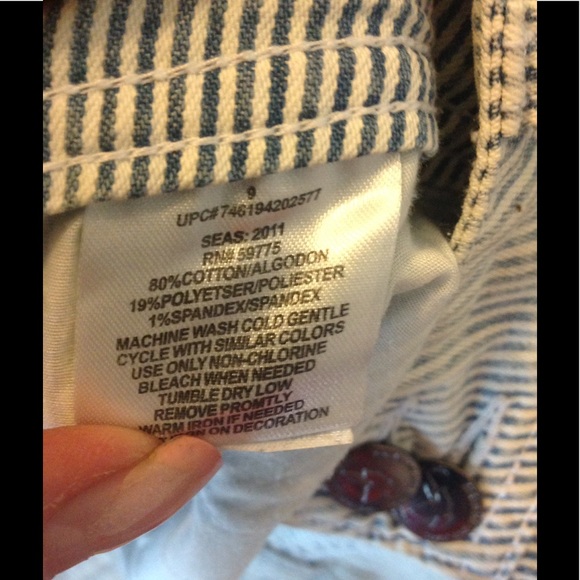 9
UPC#746194202577
SEAS: 2011
RN# 59775
80%COTTON/ALGODON
19%POLYETSER/POLIESTER
1%SPANDEX/SPANDEX
MACHINE WASH COLD GENTLE
CYCLE WITH SIMILAR COLORS
USE ONLY NON-CHLORINE
BLEACH WHEN NEEDED
TUMBLE DRY LOW
REMOVE PROMTLY
WARM IRON IF NEEDED
ON DECORATION